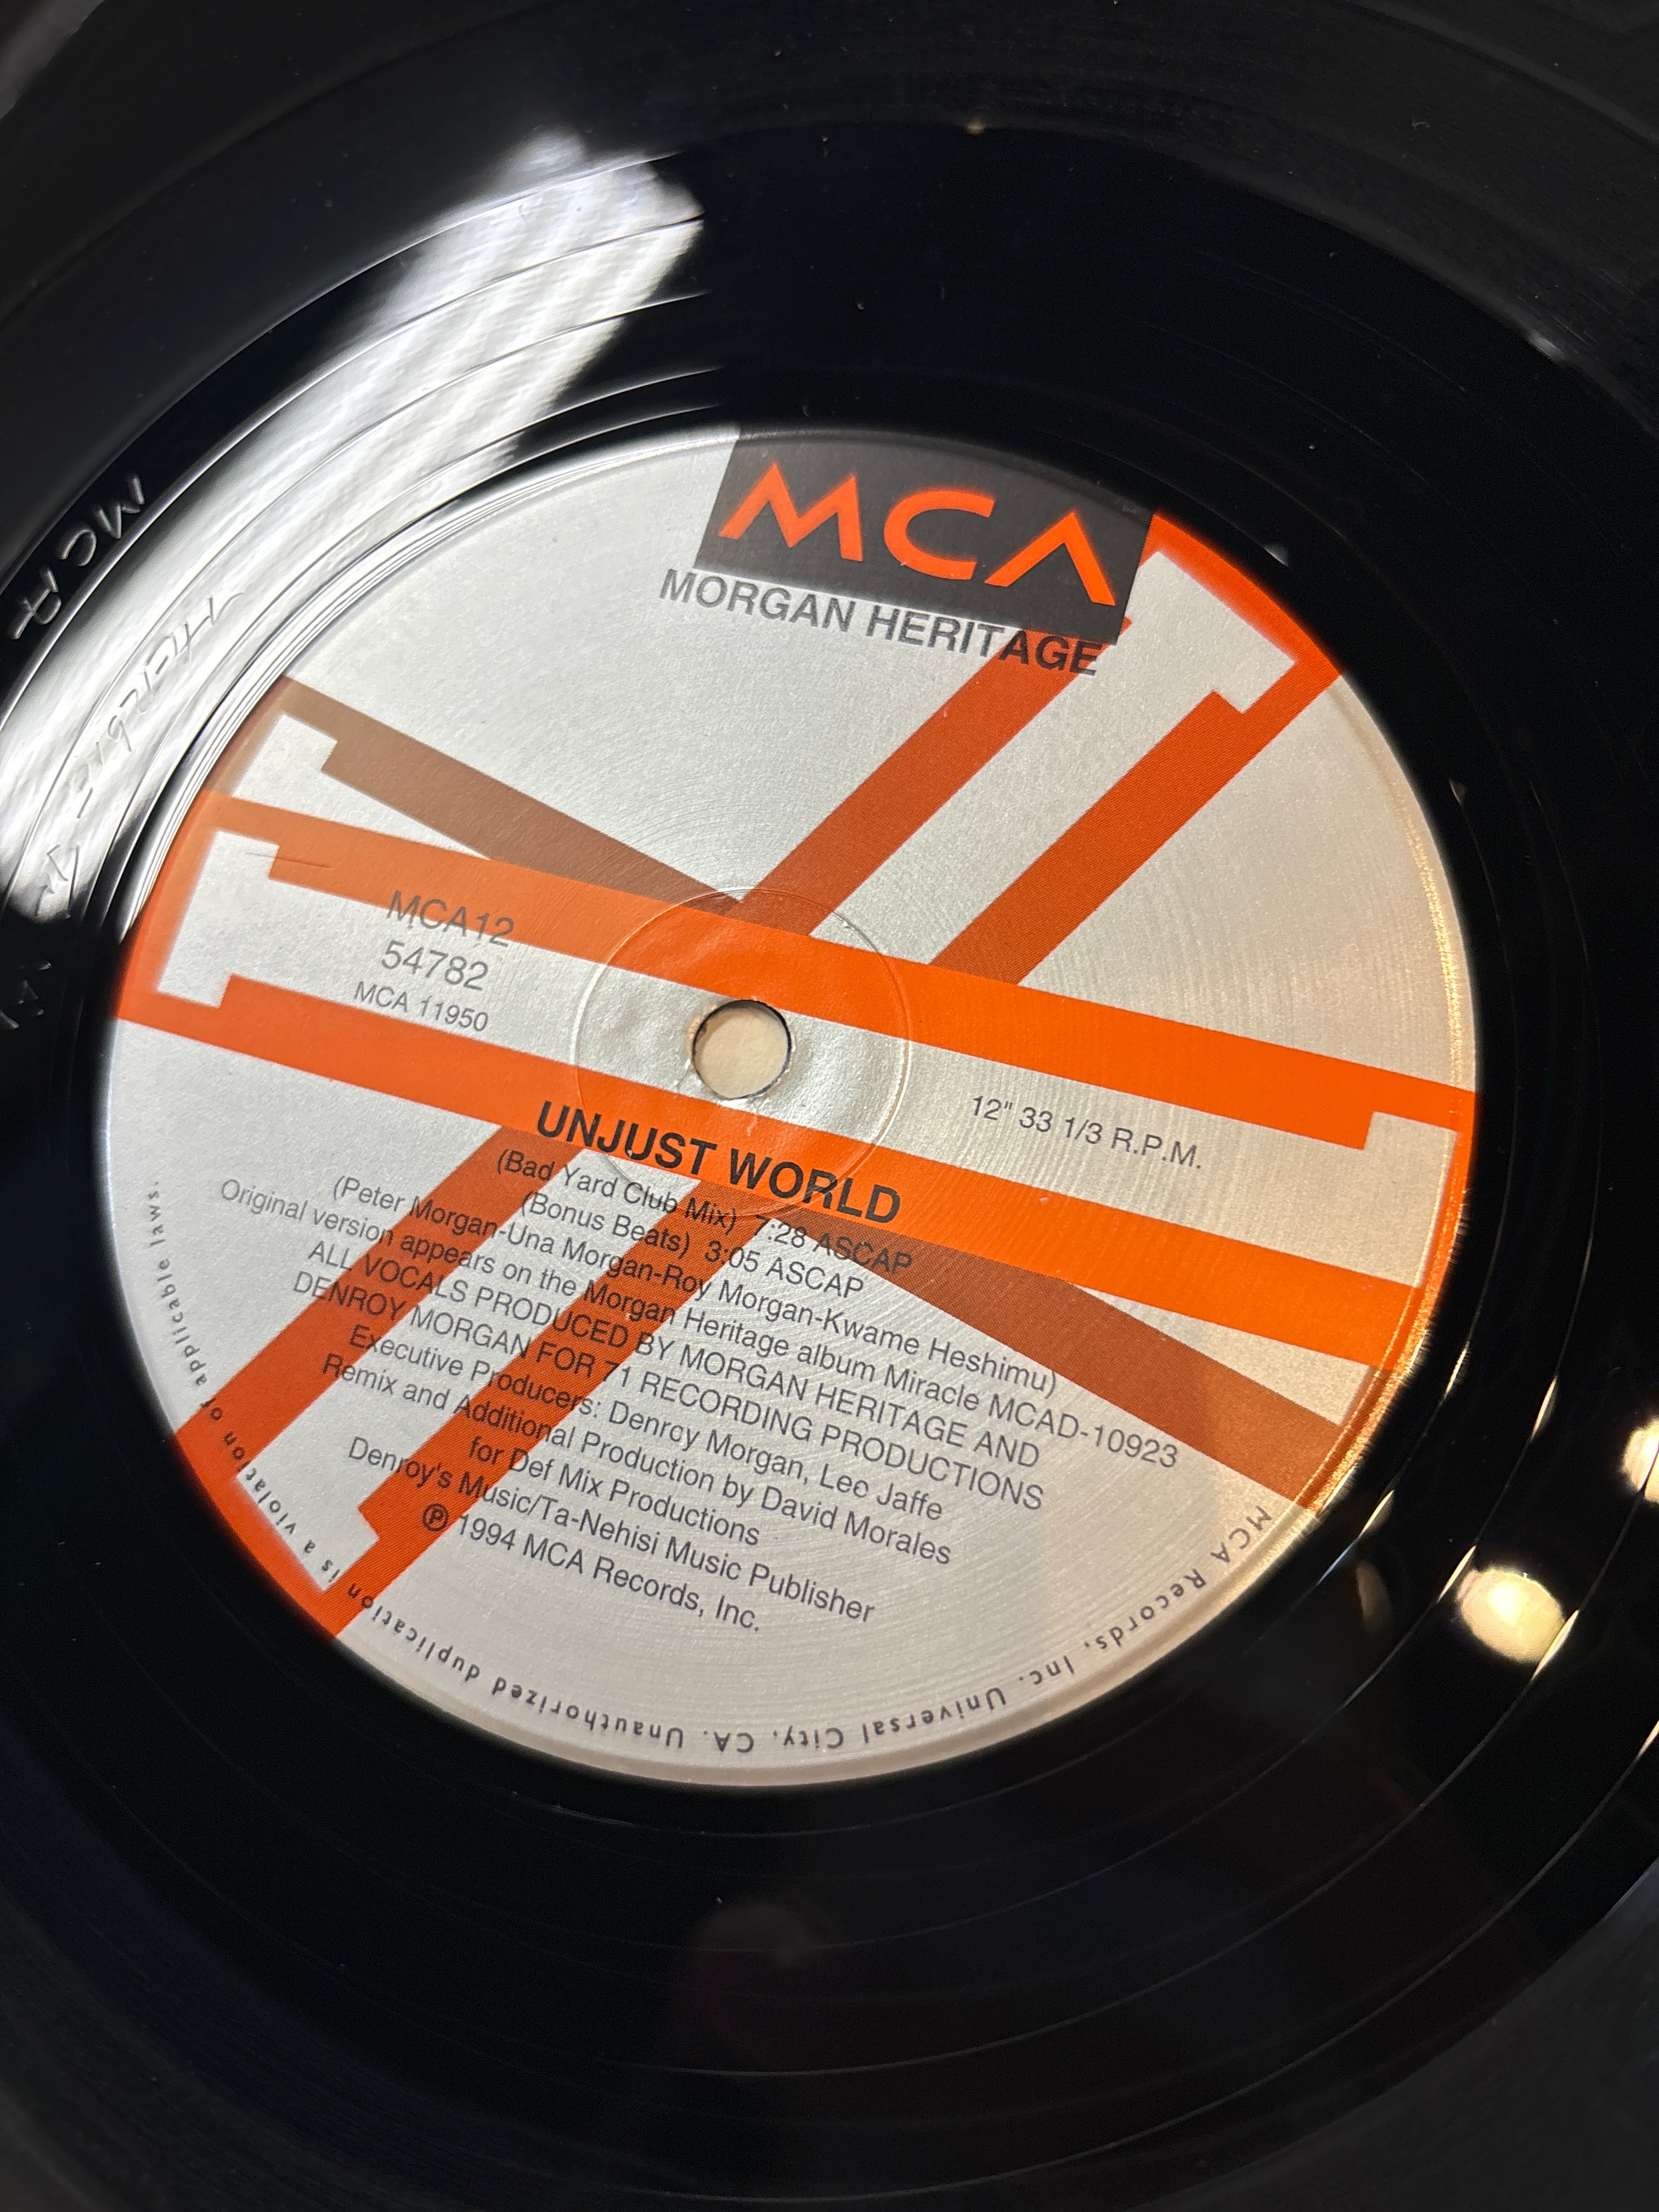 MCA
MORGAN HERITAGE
MCA12
54782
MCA 11950
12" 33 1/3 R.P.M.
UNJUST WORLD
(Bad Yard Club Mix) 7:28 ASCAP
(Bonus Beats) 3:05 ASCAP
(Peter Morgan-Una Morgan-Roy Morgan-Kwame Heshimu)
Original version appears on the Morgan Heritage album Miracle MCAD-10923
ALL VOCALS PRODUCED BY MORGAN HERITAGE AND
DENROY MORGAN FOR 71 RECORDING PRODUCTIONS
Executive Producers: Denroy Morgan, Lee Jaffe
Remix and Additional Production by David Morales
for Def Mix Productions
Denroy's Music/Ta-Nehisi Music Publisher
℗ 1994 MCA Records, Inc.
MCA Records, Inc. Universal City, CA. Unauthorized duplication is a violation of applicable laws.
MCA